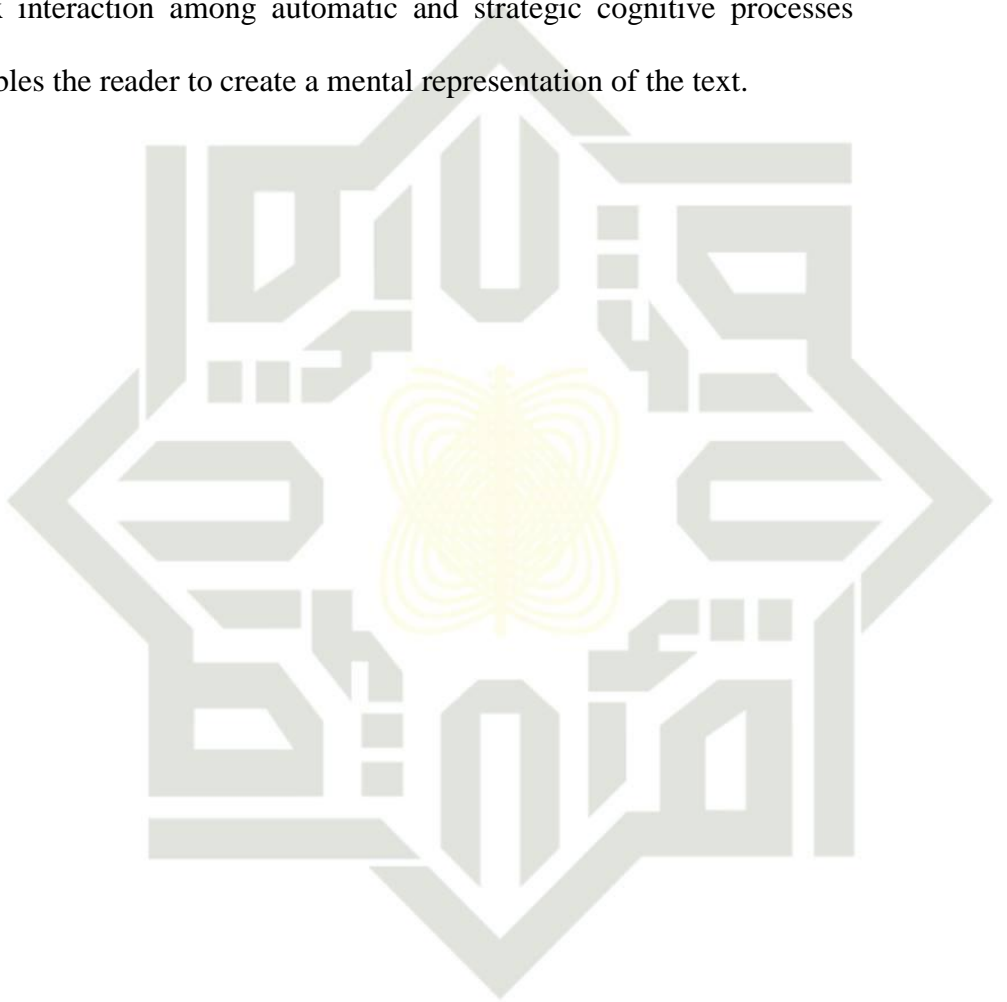 interaction among automatic and strategic cognitive processes
bles the reader to create a mental representation of the text.